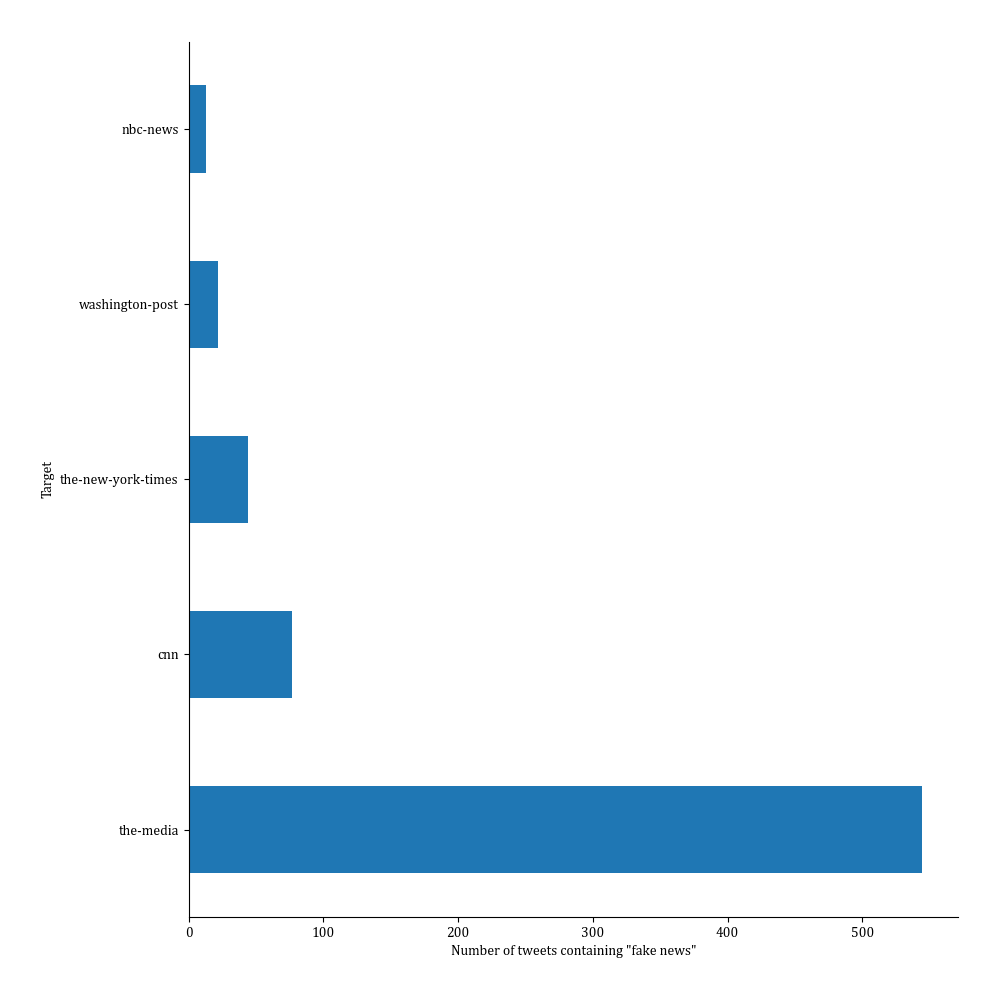 nbc-news
washington-post
the-new-york-times
cnn
the-media
Target
0 100 200 300 400 500
Number of tweets containing "fake news"